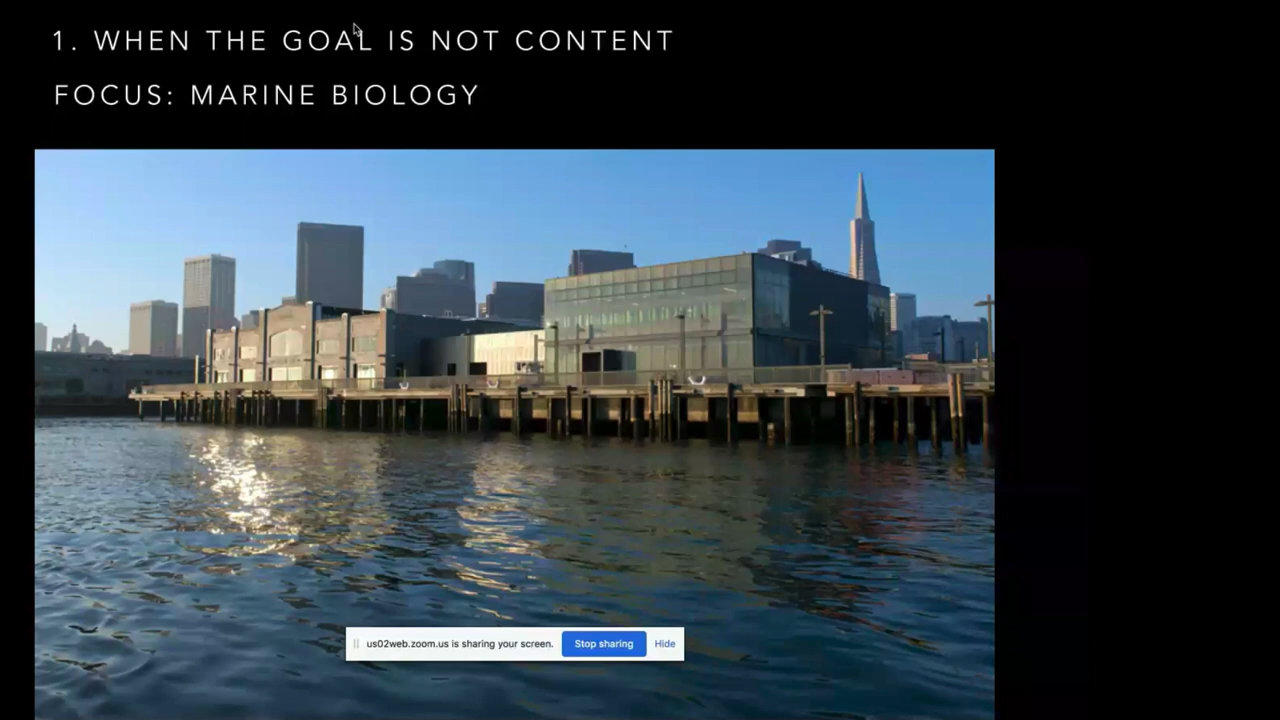 1. WHEN THE GOAL IS NOT CONTENT
FOCUS: MARINE BIOLOGY
us02web.zoom.us is sharing your screen. Stop sharing Hide